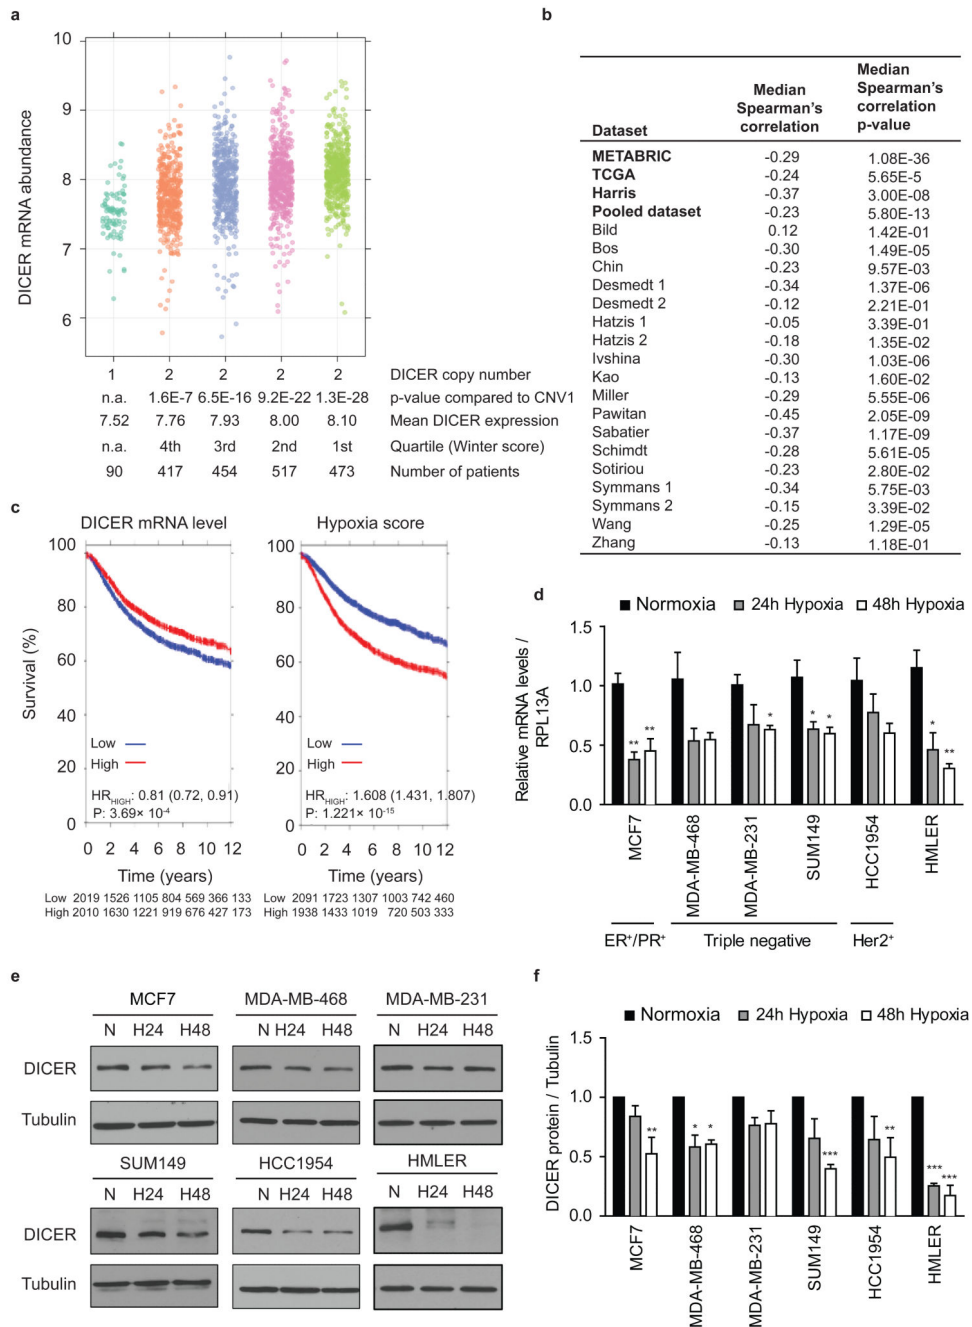 a
10
9
8
7
6
DICER mRNA abundance
1 2 2 2 2 DICER copy number
n.a. 1.6E-7 6.5E-16 9.2E-22 1.3E-28 p-value compared to CNV1
7.52 7.76 7.93 8.00 8.10 Mean DICER expression
n.a. 4th 3rd 2nd 1st Quartile (Winter score)
90 417 454 517 473 Number of patients
b
Dataset Median Spearman's correlation Median Spearman's correlation p-value
METABRIC -0.29 1.08E-36
TCGA -0.24 5.65E-5
Harris -0.37 3.00E-08
Pooled dataset -0.23 5.80E-13
Bild 0.12 1.42E-01
Bos -0.30 1.49E-05
Chin -0.23 9.57E-03
Desmedt 1 -0.34 1.37E-06
Desmedt 2 -0.12 2.21E-01
Hatzis 1 -0.05 3.39E-01
Hatzis 2 -0.18 1.35E-02
Ivshina -0.30 1.03E-06
Kao -0.13 1.60E-02
Miller -0.29 5.55E-06
Pawitan -0.45 2.05E-09
Sabatier -0.37 1.17E-09
Schimdt -0.28 5.61E-05
Sotiriou -0.23 2.80E-02
Symmans 1 -0.34 5.75E-03
Symmans 2 -0.15 3.39E-02
Wang -0.25 1.29E-05
Zhang -0.13 1.18E-01
c
DICER mRNA level
Survival (%)
100
80
60
40
20
0
Low
High
HR_HIGH: 0.81 (0.72, 0.91)
P: 3.69× 10^-4
0 2 4 6 8 10 12
Time (years)
Low 2019 1526 1105 804 569 366 133
High 2010 1630 1221 919 676 427 173
Hypoxia score
100
80
60
40
20
0
Low
High
HR_HIGH: 1.608 (1.431, 1.807)
P: 1.221× 10^-15
0 2 4 6 8 10 12
Time (years)
Low 2091 1723 1307 1003 742 460
High 1938 1433 1019 720 503 333
d
Normoxia 24h Hypoxia 48h Hypoxia
Relative mRNA levels /
RPL13A
1.5
1.0
0.5
0.0
** ** * * * * **
MCF7
MDA-MB-468
MDA-MB-231
SUM149
HCC1954
HMLER
ER+/PR+ Triple negative Her2+
e
MCF7 MDA-MB-468 MDA-MB-231
N H24 H48 N H24 H48 N H24 H48
DICER
Tubulin
SUM149 HCC1954 HMLER
N H24 H48 N H24 H48 N H24 H48
DICER
Tubulin
f
Normoxia 24h Hypoxia 48h Hypoxia
DICER protein / Tubulin
1.5
1.0
0.5
0.0
** * * *** ** *** ***
MCF7
MDA-MB-468
MDA-MB-231
SUM149
HCC1954
HMLER